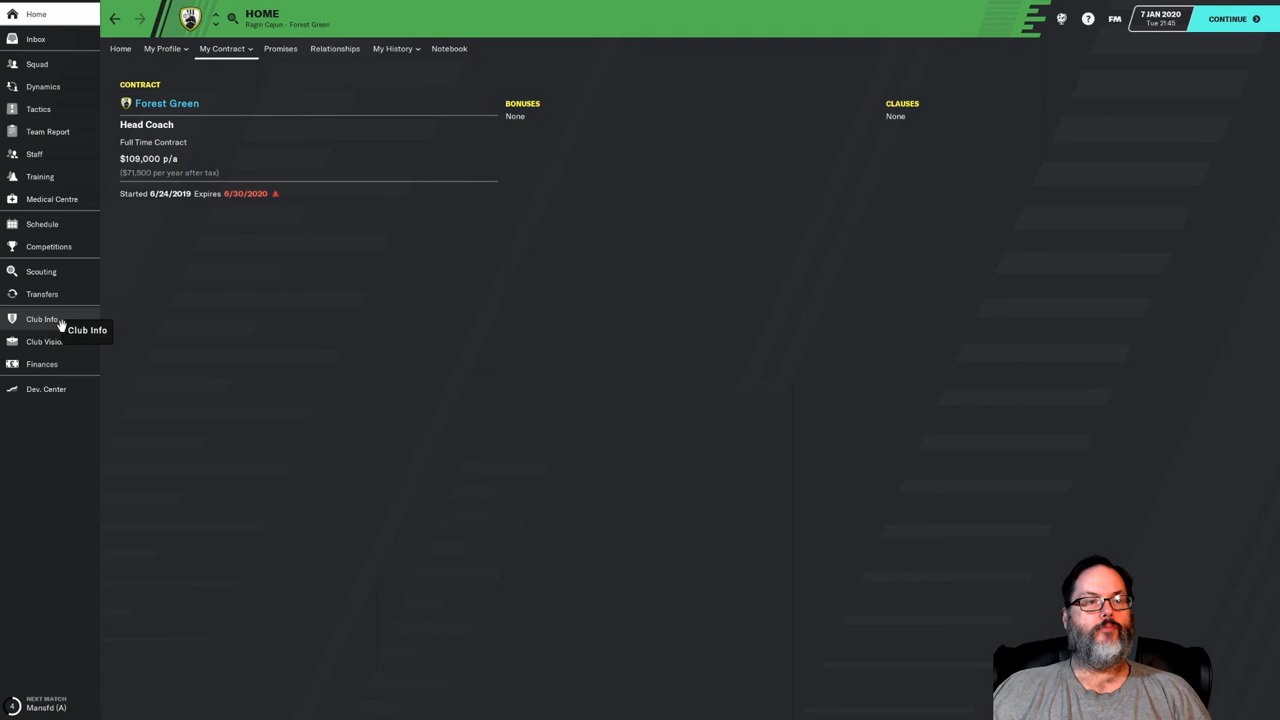 Home
HOME
Ragin Cajun - Forest Green
FM
7 JAN 2020
Tue 21:45
CONTINUE
Inbox
Squad
Dynamics
Tactics
Team Report
Staff
Training
Medical Centre
Schedule
Competitions
Scouting
Transfers
Club Info
Club Info
Club Visio
Finances
Dev. Center
NEXT MATCH
4
Mansfd (A)
Home
My Profile
My Contract
Promises
Relationships
My History
Notebook
CONTRACT
Forest Green
Head Coach
Full Time Contract
$109,000 p/a
($71,500 per year after tax)
Started 6/24/2019 Expires 6/30/2020
BONUSES
None
CLAUSES
None